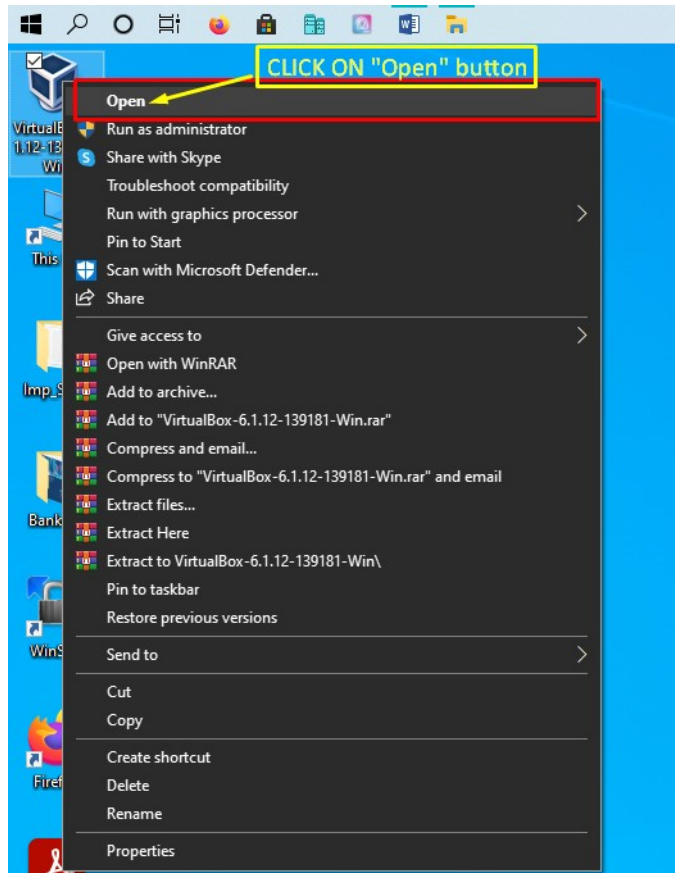 CLICK ON "Open" button
Open
Run as administrator
Share with Skype
Troubleshoot compatibility
Run with graphics processor
Pin to Start
Scan with Microsoft Defender...
Share
Give access to
Open with WinRAR
Add to archive...
Add to "VirtualBox-6.1.12-139181-Win.rar"
Compress and email...
Compress to "VirtualBox-6.1.12-139181-Win.rar" and email
Extract files...
Extract Here
Extract to VirtualBox-6.1.12-139181-Win\
Pin to taskbar
Restore previous versions
Send to
Cut
Copy
Create shortcut
Delete
Rename
Properties
This
Bank